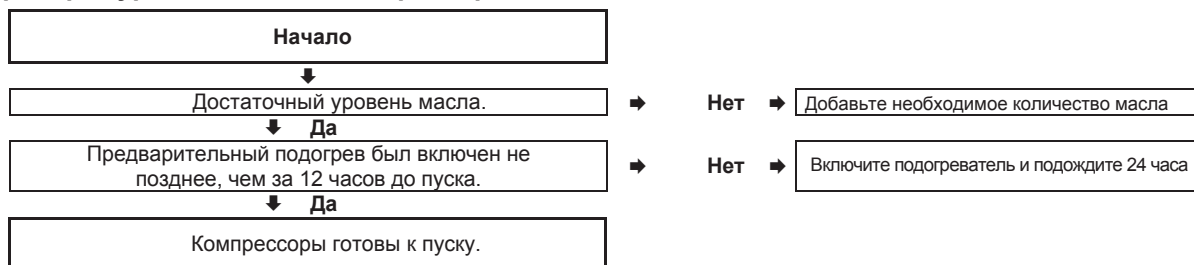 Начало
Достаточный уровень масла.
Нет
Добавьте необходимое количество масла
Да
Предварительный подогрев был включен не
позднее, чем за 12 часов до пуска.
Нет
Включите подогреватель и подождите 24 часа
Да
Компрессоры готовы к пуску.